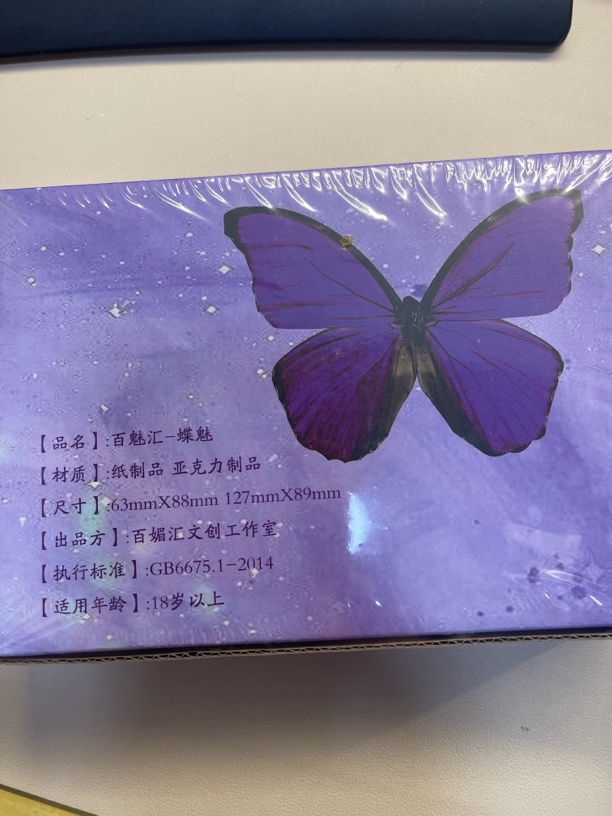 【品名】:百魅汇-蝶魅
【材质】:纸制品 亚克力制品
【尺寸】:63mmX88mm 127mmX89mm
【出品方】:百媚汇文创工作室
【执行标准】:GB6675.1-2014
【适用年龄】:18岁以上